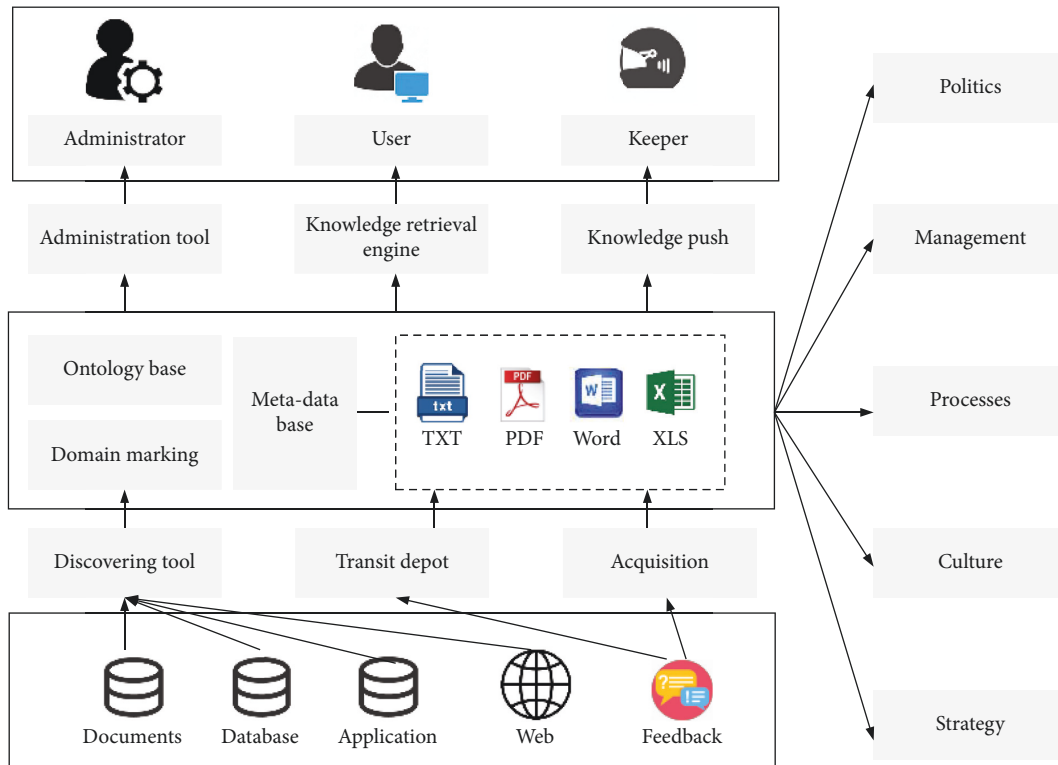 Administrator
User
Keeper
Politics
Administration tool
Knowledge retrieval
engine
Knowledge push
Management
Ontology base
Domain marking
Meta-data
base
txt
PDF
W
X
TXT
PDF
Word
XLS
Processes
Discovering tool
Transit depot
Acquisition
Culture
?
!
Documents
Database
Application
Web
Feedback
Strategy